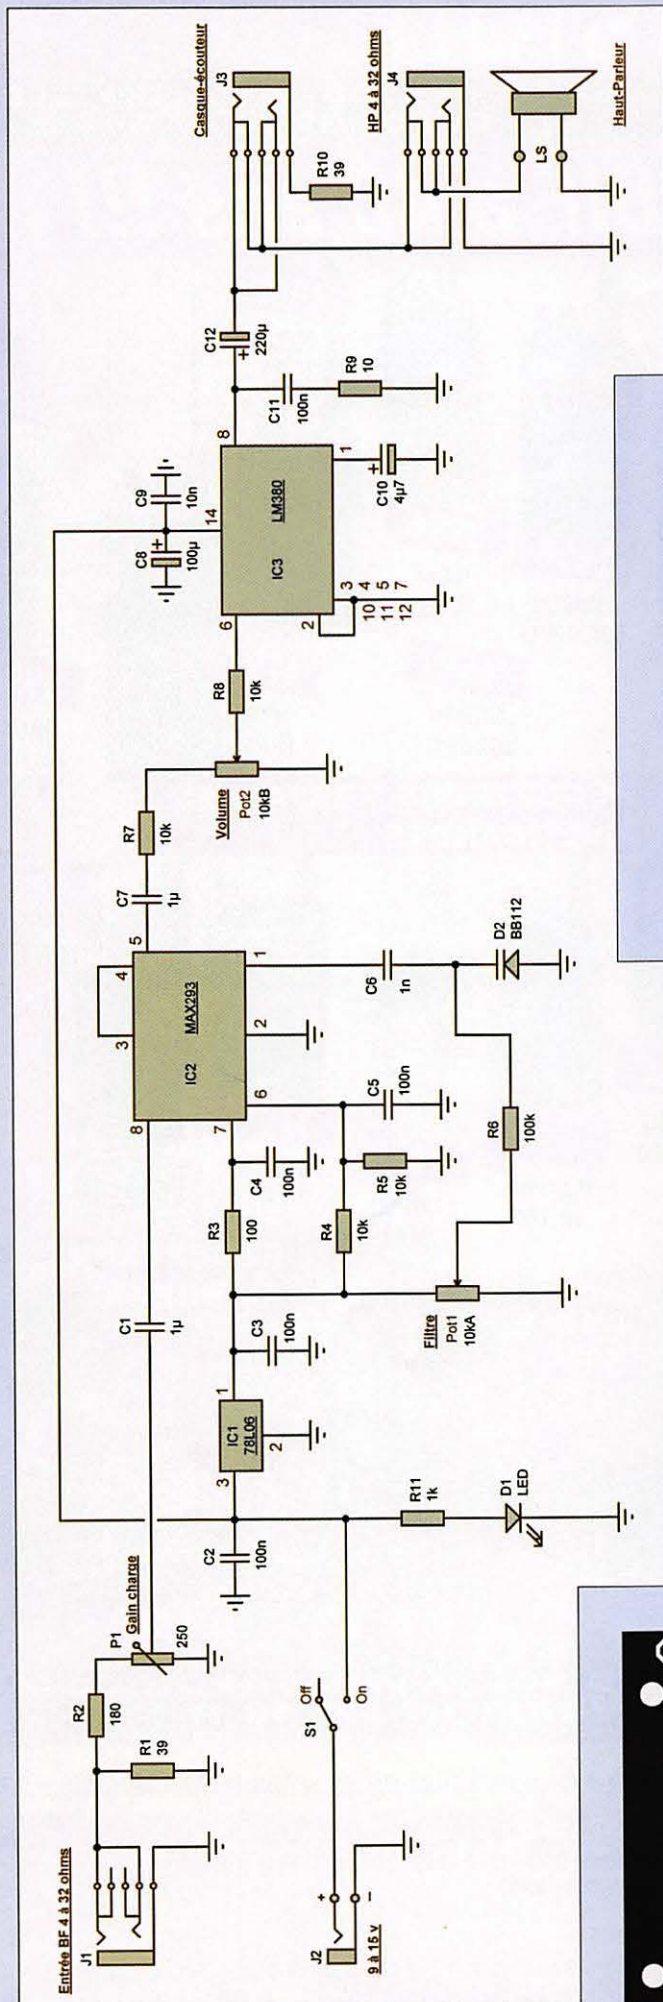 Entrée BF 4 à 32 ohms
J1
R1
39
R2
180
P1
Gain charge
250
C1
1µ
J2
9 à 15 v
+
–
S1
Off
On
C2
100n
R11
1k
D1
LED
3
IC1
78L06
1
2
C3
100n
R3
100
C4
100n
R4
10k
R5
10k
C5
100n
Filtre
Pot1
10kA
R6
100k
8
7
6
3
4
IC2
MAX293
5
1
2
C6
1n
D2
BB112
C7
1µ
R7
10k
Volume
Pot2
10kB
R8
10k
C8
100µ
+
C9
10n
14
6
2
IC3
LM380
8
1
3
10 4
11 5
12 7
C10
4µ7
+
C11
100n
R9
10
C12
220µ
+
Casque-écouteur
J3
R10
39
HP 4 à 32 ohms
J4
LS
Haut-Parleur